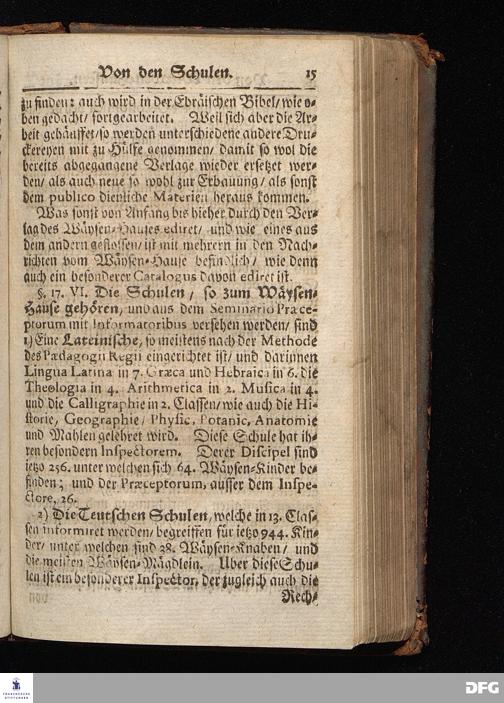 Von den Schulen. 15
zu finden: auch wird in der Ebräischen Bibel/ wie o-
ben gedacht/ fortgearbeitet. Weil sich aber die Ar-
beit gehäuffet/ so werden unterschiedene andere Dru-
ckereyen mit zu Hülfe genommen/ damit so wol die
bereits abgegangene Verlage wieder ersetzet wer-
den/ als auch neue so wohl zur Erbauung/ als sonst
dem publico dienliche Materien heraus kommen.
Was sonst von Anfang bis hieher durch den Ver-
lag des Wäysen-Hauses ediret/ und wie eines aus
dem andern geflossen/ ist mit mehrern in den Nach-
richten vom Wäysen-Hause befindlich/ wie denn
auch ein besonderer Catalogus davon ediret ist.
§. 17. VI. Die Schulen / so zum Wäysen-
Hause gehören, und aus dem Seminario Præce-
ptorum mit Informatoribus versehen werden/ sind
1) Eine Lateinische, so meistens nach der Methode
des Pædagogii Regii eingerichtet ist/ und darinnen
Lingua Latina in 7. Græca und Hebraica in 6. die
Theologia in 4. Arithmetica in 2. Musica in 4.
und die Calligraphie in 2. Classen/ wie auch die Hi-
storie, Geographie/ Physic, Botanic, Anatomie
und Mahlen gelehret wird. Diese Schule hat ih-
ren besondern Inspectorem. Derer Discipel sind
ietzo 256. unter welchen sich 64. Wäysen-Kinder be-
finden; und der Præceptorum, ausser dem Inspe-
ctore, 26.
2) Die Teutschen Schulen, welche in 13. Clas-
sen informiret werden/ begreiffen für ietzo 944. Kin-
der/ unter welchen sind 38. Wäysen-Knaben/ und
die meisten Wäysen-Mägdlein. Uber diese Schu-
len ist ein besonderer Inspector, der zugleich auch die
Rech-
FRANCKESCHE
STIFTUNGEN
DFG